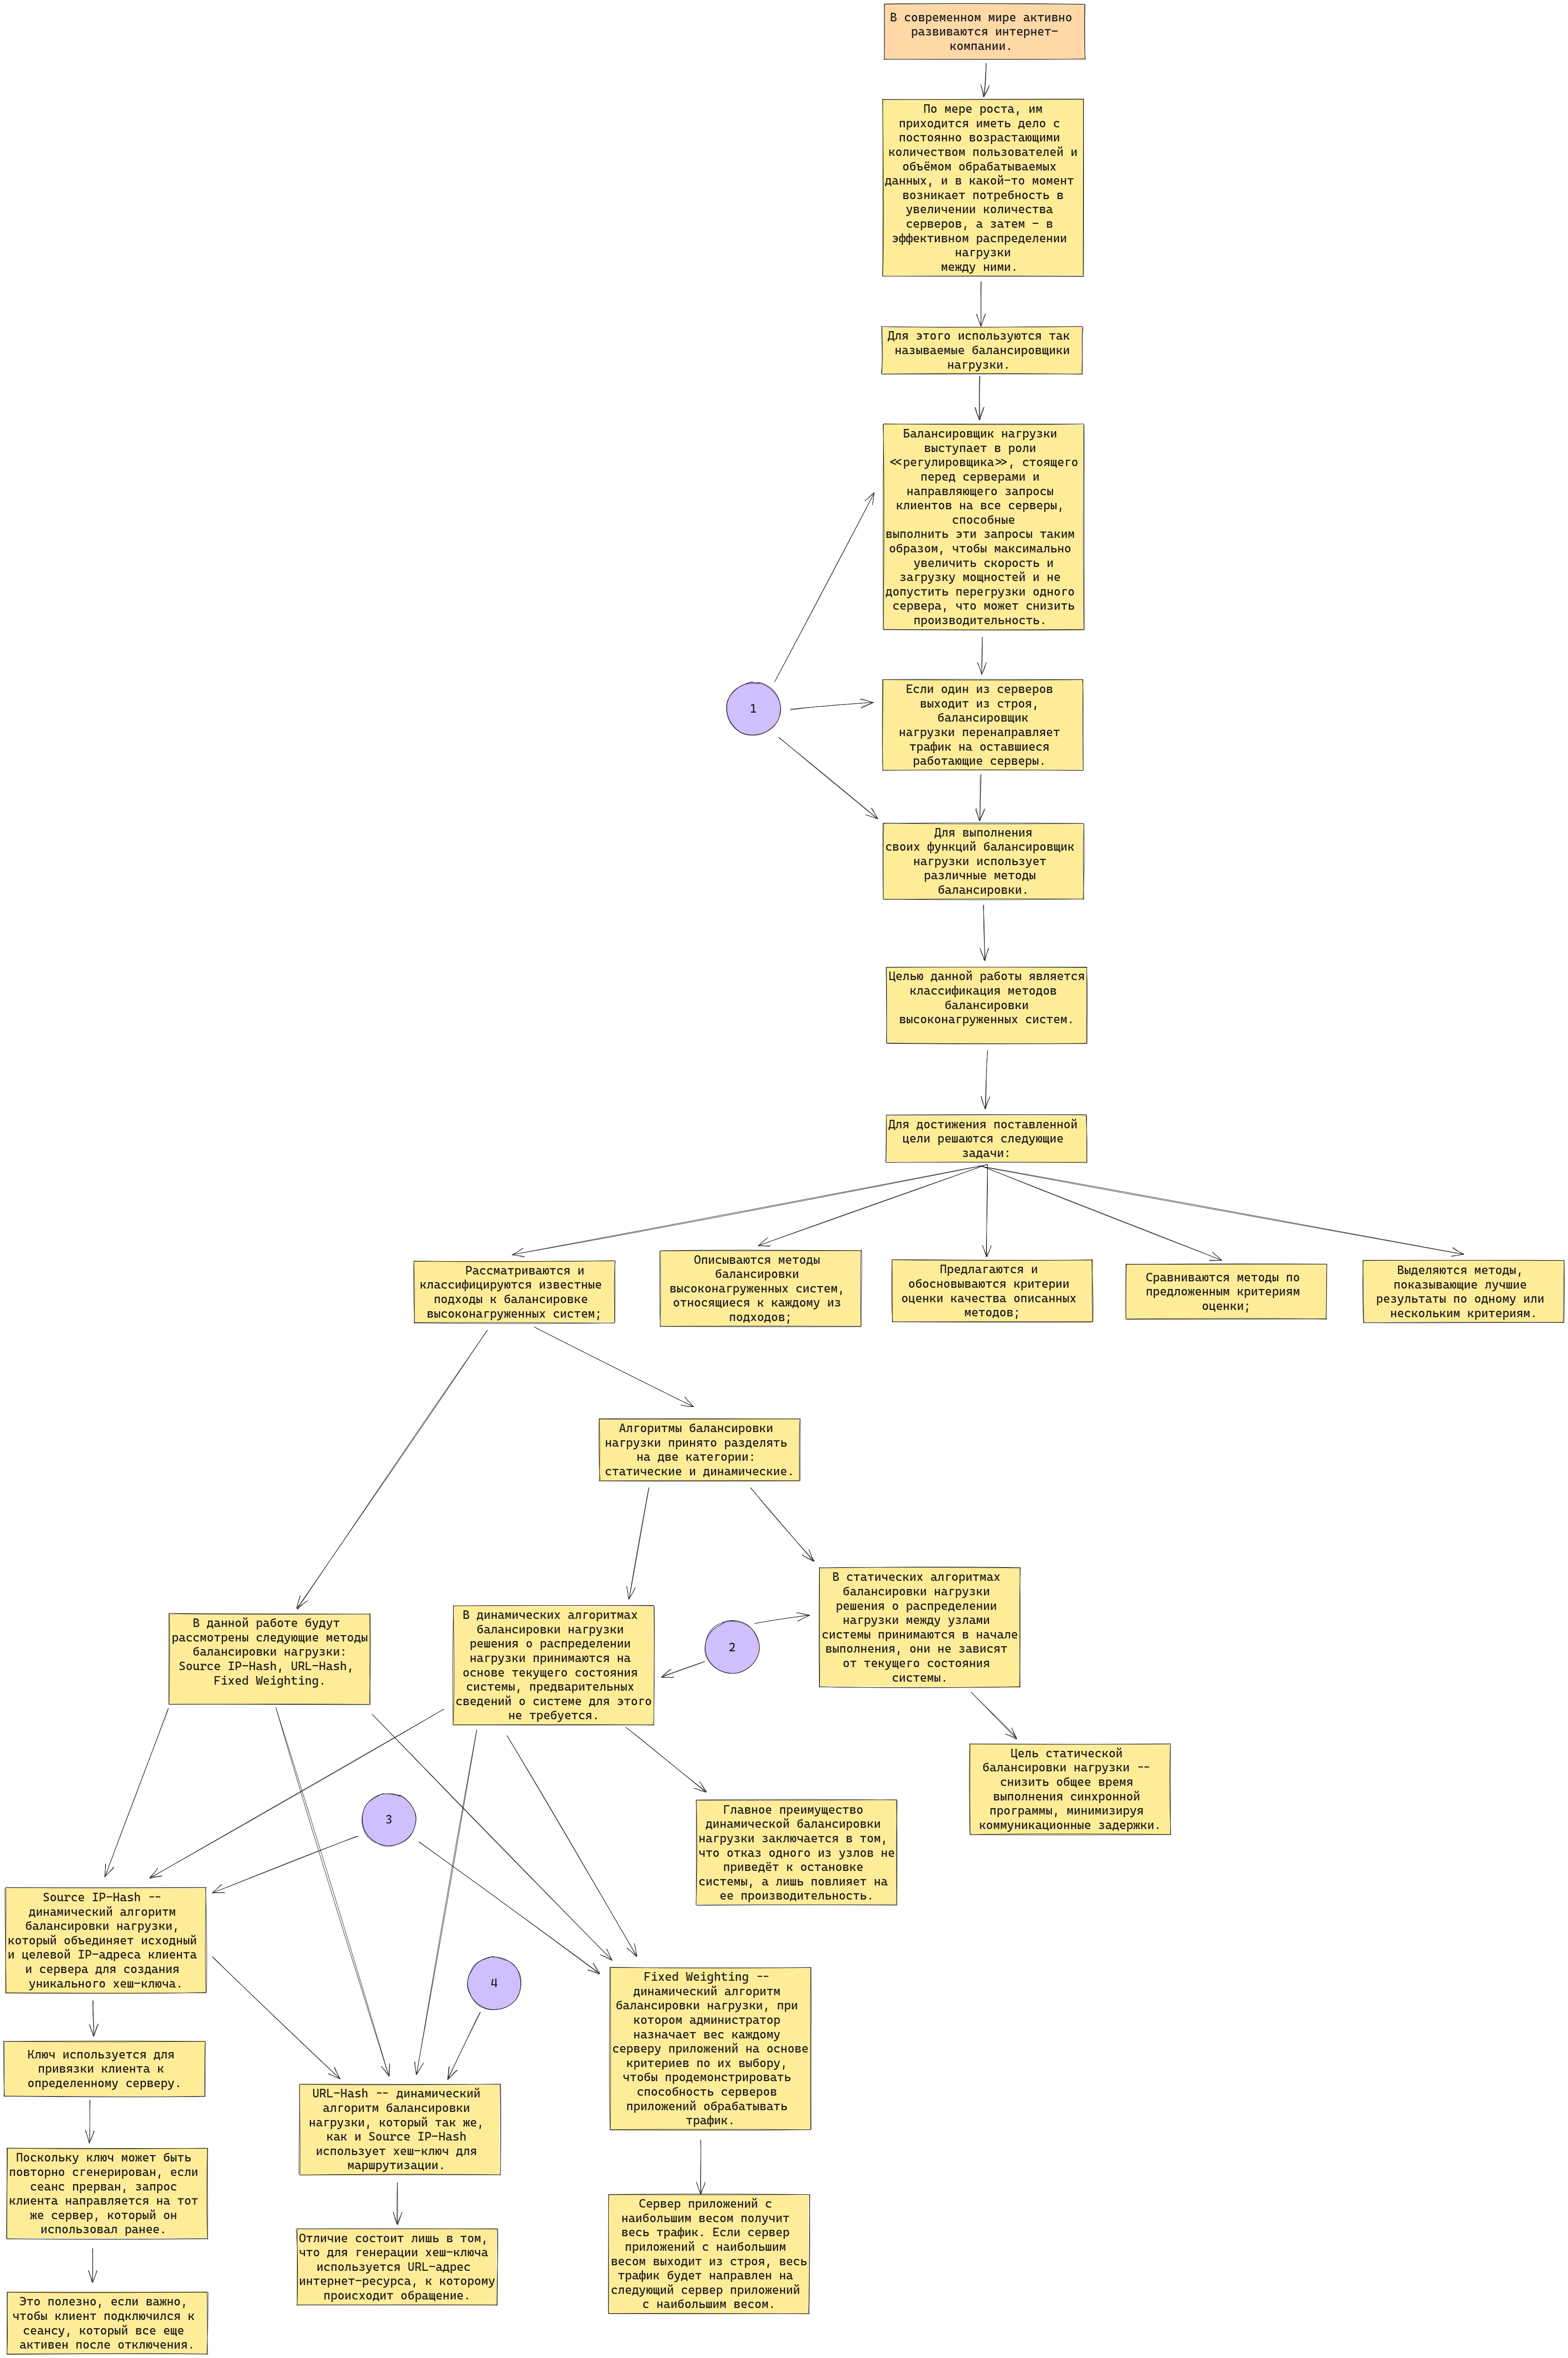 В современном мире активно
развиваются интернет-
компании.
По мере роста, им
приходится иметь дело с
постоянно возрастающими
количеством пользователей и
объёмом обрабатываемых
данных, и в какой-то момент
возникает потребность в
увеличении количества
серверов, а затем - в
эффективном распределении
нагрузки
между ними.
Для этого используются так
называемые балансировщики
нагрузки.
Балансировщик нагрузки
выступает в роли
<<регулировщика>>, стоящего
перед серверами и
направляющего запросы
клиентов на все серверы,
способные
выполнить эти запросы таким
образом, чтобы максимально
увеличить скорость и
загрузку мощностей и не
допустить перегрузки одного
сервера, что может снизить
производительность.
1
Если один из серверов
выходит из строя,
балансировщик
нагрузки перенаправляет
трафик на оставшиеся
работающие серверы.
Для выполнения
своих функций балансировщик
нагрузки использует
различные методы
балансировки.
Целью данной работы является
классификация методов
балансировки
высоконагруженных систем.
Для достижения поставленной
цели решаются следующие
задачи:
Рассматриваются и
классифицируются известные
подходы к балансировке
высоконагруженных систем;
Описываются методы
балансировки
высоконагруженных систем,
относящиеся к каждому из
подходов;
Предлагаются и
обосновываются критерии
оценки качества описанных
методов;
Сравниваются методы по
предложенным критериям
оценки;
Выделяются методы,
показывающие лучшие
результаты по одному или
нескольким критериям.
Алгоритмы балансировки
нагрузки принято разделять
на две категории:
статические и динамические.
В данной работе будут
рассмотрены следующие методы
балансировки нагрузки:
Source IP-Hash, URL-Hash,
Fixed Weighting.
В динамических алгоритмах
балансировки нагрузки
решения о распределении
нагрузки принимаются на
основе текущего состояния
системы, предварительных
сведений о системе для этого
не требуется.
2
В статических алгоритмах
балансировки нагрузки
решения о распределении
нагрузки между узлами
системы принимаются в начале
выполнения, они не зависят
от текущего состояния
системы.
Цель статической
балансировки нагрузки --
снизить общее время
выполнения синхронной
программы, минимизируя
коммуникационные задержки.
Главное преимущество
динамической балансировки
нагрузки заключается в том,
что отказ одного из узлов не
приведёт к остановке
системы, а лишь повлияет на
ее производительность.
3
Source IP-Hash --
динамический алгоритм
балансировки нагрузки,
который объединяет исходный
и целевой IP-адреса клиента
и сервера для создания
уникального хеш-ключа.
4
Fixed Weighting --
динамический алгоритм
балансировки нагрузки, при
котором администратор
назначает вес каждому
серверу приложений на основе
критериев по их выбору,
чтобы продемонстрировать
способность серверов
приложений обрабатывать
трафик.
Ключ используется для
привязки клиента к
определенному серверу.
URL-Hash -- динамический
алгоритм балансировки
нагрузки, который так же,
как и Source IP-Hash
использует хеш-ключ для
маршрутизации.
Поскольку ключ может быть
повторно сгенерирован, если
сеанс прерван, запрос
клиента направляется на тот
же сервер, который он
использовал ранее.
Отличие состоит лишь в том,
что для генерации хеш-ключа
используется URL-адрес
интернет-ресурса, к которому
происходит обращение.
Сервер приложений с
наибольшим весом получит
весь трафик. Если сервер
приложений с наибольшим
весом выходит из строя, весь
трафик будет направлен на
следующий сервер приложений
с наибольшим весом.
Это полезно, если важно,
чтобы клиент подключился к
сеансу, который все еще
активен после отключения.